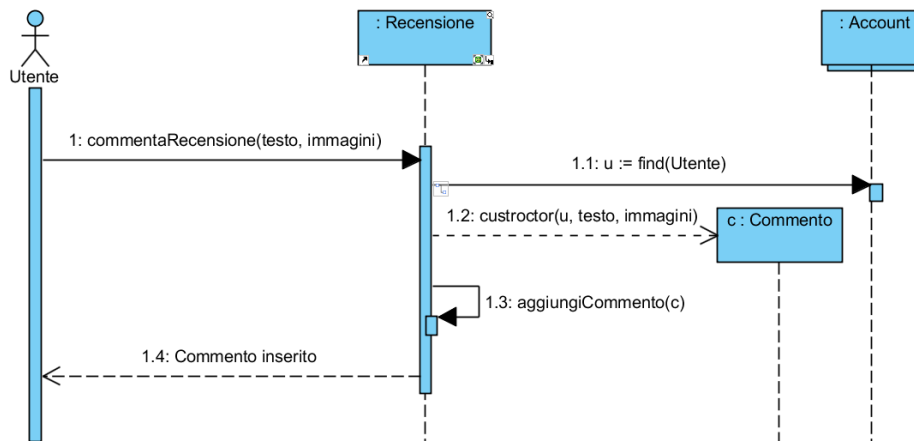 : Recensione
: Account
Utente
1: commentaRecensione(testo, immagini)
1.1: u := find(Utente)
1.2: custroctor(u, testo, immagini)
c : Commento
1.3: aggiungiCommento(c)
1.4: Commento inserito